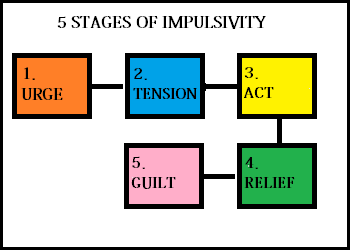 5 STAGES OF IMPULSIVITY
1.
URGE
2.
TENSION
3.
ACT
4.
RELIEF
5.
GUILT